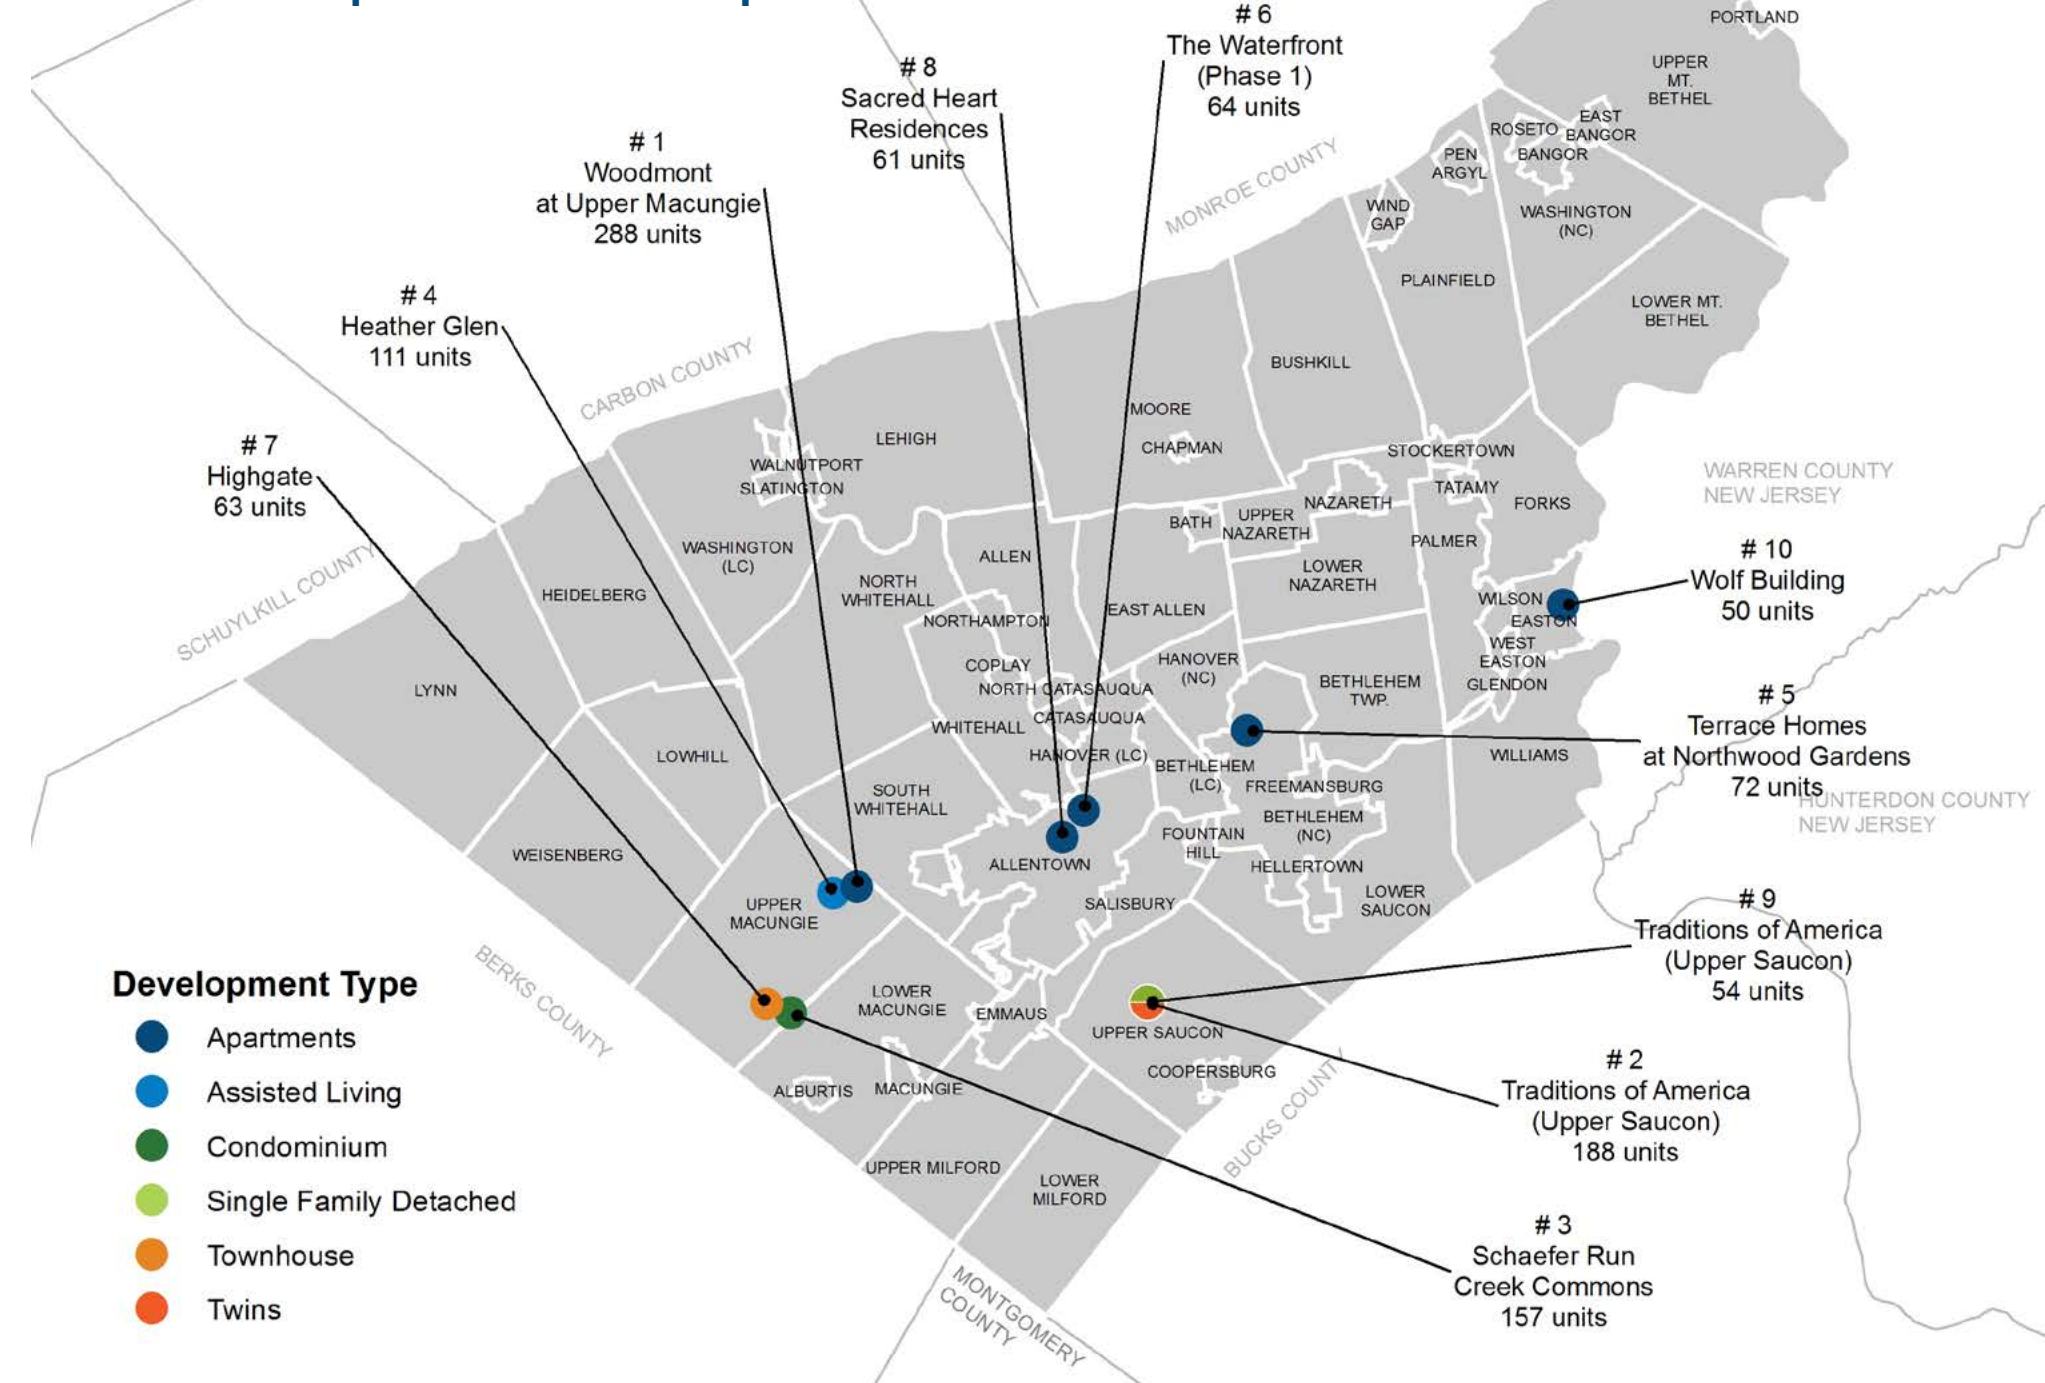 # 6
The Waterfront
(Phase 1)
64 units
# 8
Sacred Heart
Residences
61 units
# 1
Woodmont
at Upper Macungie
288 units
# 4
Heather Glen
111 units
# 7
Highgate
63 units
# 10
Wolf Building
50 units
# 5
Terrace Homes
at Northwood Gardens
72 units
# 9
Traditions of America
(Upper Saucon)
54 units
# 2
Traditions of America
(Upper Saucon)
188 units
# 3
Schaefer Run
Creek Commons
157 units
PORTLAND
UPPER
MT.
BETHEL
EAST
BANGOR
ROSETO
BANGOR
PEN
ARGYL
WIND
GAP
WASHINGTON
(NC)
PLAINFIELD
LOWER MT.
BETHEL
MONROE COUNTY
BUSHKILL
CARBON COUNTY
MOORE
CHAPMAN
LEHIGH
WALNUTPORT
SLATINGTON
STOCKERTOWN
TATAMY
FORKS
WARREN COUNTY
NEW JERSEY
NAZARETH
BATH
UPPER
NAZARETH
PALMER
WASHINGTON
(LC)
ALLEN
LOWER
NAZARETH
SCHUYLKILL COUNTY
HEIDELBERG
NORTH
WHITEHALL
NORTHAMPTON
EAST ALLEN
WILSON
EASTON
WEST
EASTON
GLENDON
COPLAY
HANOVER
(NC)
LYNN
NORTH CATASAUQUA
CATASAUQUA
BETHLEHEM
TWP.
WHITEHALL
HANOVER (LC)
LOWHILL
BETHLEHEM
(LC)
FREEMANSBURG
WILLIAMS
HUNTERDON COUNTY
NEW JERSEY
SOUTH
WHITEHALL
BETHLEHEM
(NC)
FOUNTAIN
HILL
WEISENBERG
ALLENTOWN
HELLERTOWN
LOWER
SAUCON
UPPER
MACUNGIE
SALISBURY
BERKS COUNTY
LOWER
MACUNGIE
EMMAUS
UPPER SAUCON
COOPERSBURG
ALBURTIS
MACUNGIE
BUCKS COUNTY
UPPER MILFORD
LOWER
MILFORD
MONTGOMERY
COUNTY
Development Type
Apartments
Assisted Living
Condominium
Single Family Detached
Townhouse
Twins